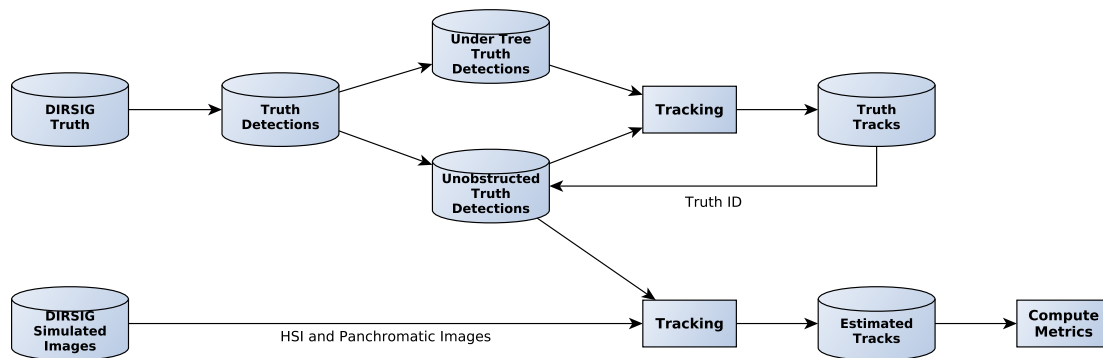 Under Tree
Truth
Detections
DIRSIG
Truth
Truth
Detections
Tracking
Truth
Tracks
Unobstructed
Truth
Detections
Truth ID
DIRSIG
Simulated
Images
HSI and Panchromatic Images
Tracking
Estimated
Tracks
Compute
Metrics